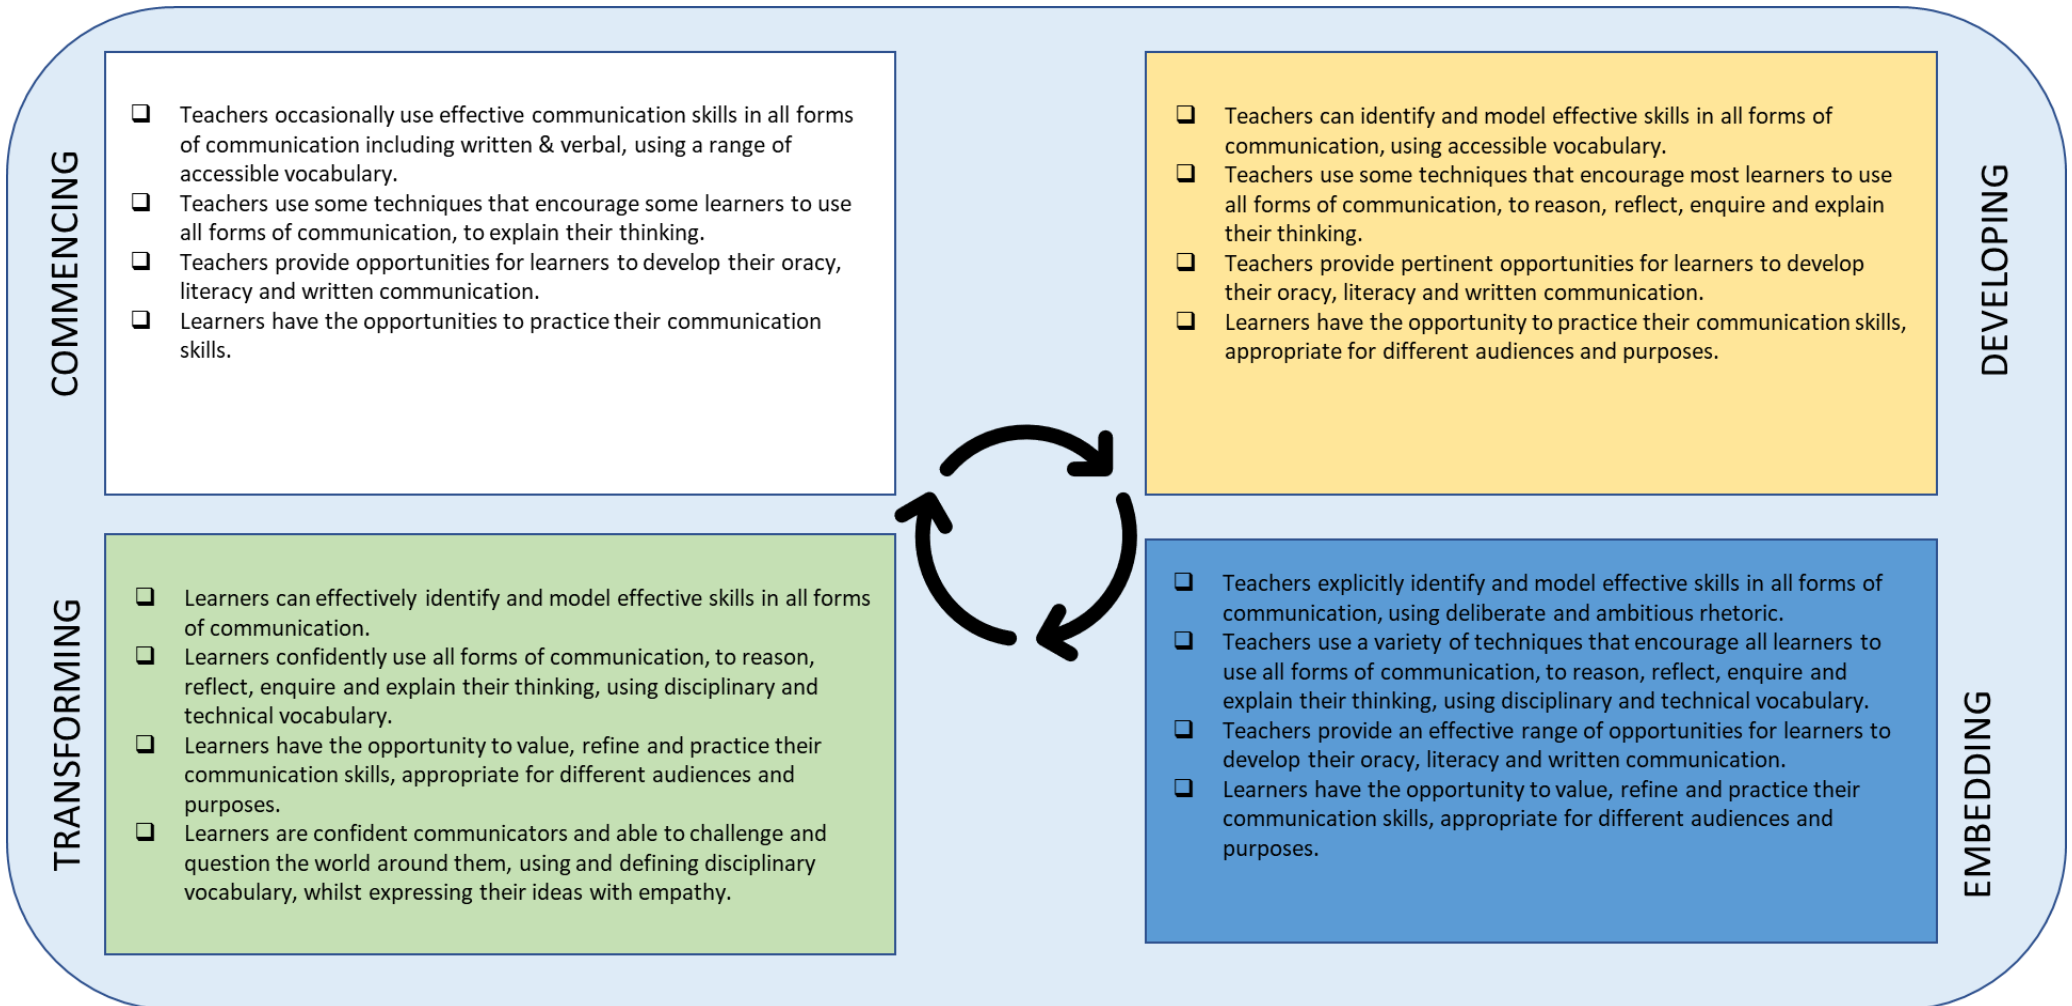 COMMENCING
❑ Teachers occasionally use effective communication skills in all forms
of communication including written & verbal, using a range of
accessible vocabulary.
❑ Teachers use some techniques that encourage some learners to use
all forms of communication, to explain their thinking.
❑ Teachers provide opportunities for learners to develop their oracy,
literacy and written communication.
❑ Learners have the opportunities to practice their communication
skills.
DEVELOPING
❑ Teachers can identify and model effective skills in all forms of
communication, using accessible vocabulary.
❑ Teachers use some techniques that encourage most learners to use
all forms of communication, to reason, reflect, enquire and explain
their thinking.
❑ Teachers provide pertinent opportunities for learners to develop
their oracy, literacy and written communication.
❑ Learners have the opportunity to practice their communication skills,
appropriate for different audiences and purposes.
TRANSFORMING
❑ Learners can effectively identify and model effective skills in all forms
of communication.
❑ Learners confidently use all forms of communication, to reason,
reflect, enquire and explain their thinking, using disciplinary and
technical vocabulary.
❑ Learners have the opportunity to value, refine and practice their
communication skills, appropriate for different audiences and
purposes.
❑ Learners are confident communicators and able to challenge and
question the world around them, using and defining disciplinary
vocabulary, whilst expressing their ideas with empathy.
EMBEDDING
❑ Teachers explicitly identify and model effective skills in all forms of
communication, using deliberate and ambitious rhetoric.
❑ Teachers use a variety of techniques that encourage all learners to
use all forms of communication, to reason, reflect, enquire and
explain their thinking, using disciplinary and technical vocabulary.
❑ Teachers provide an effective range of opportunities for learners to
develop their oracy, literacy and written communication.
❑ Learners have the opportunity to value, refine and practice their
communication skills, appropriate for different audiences and
purposes.